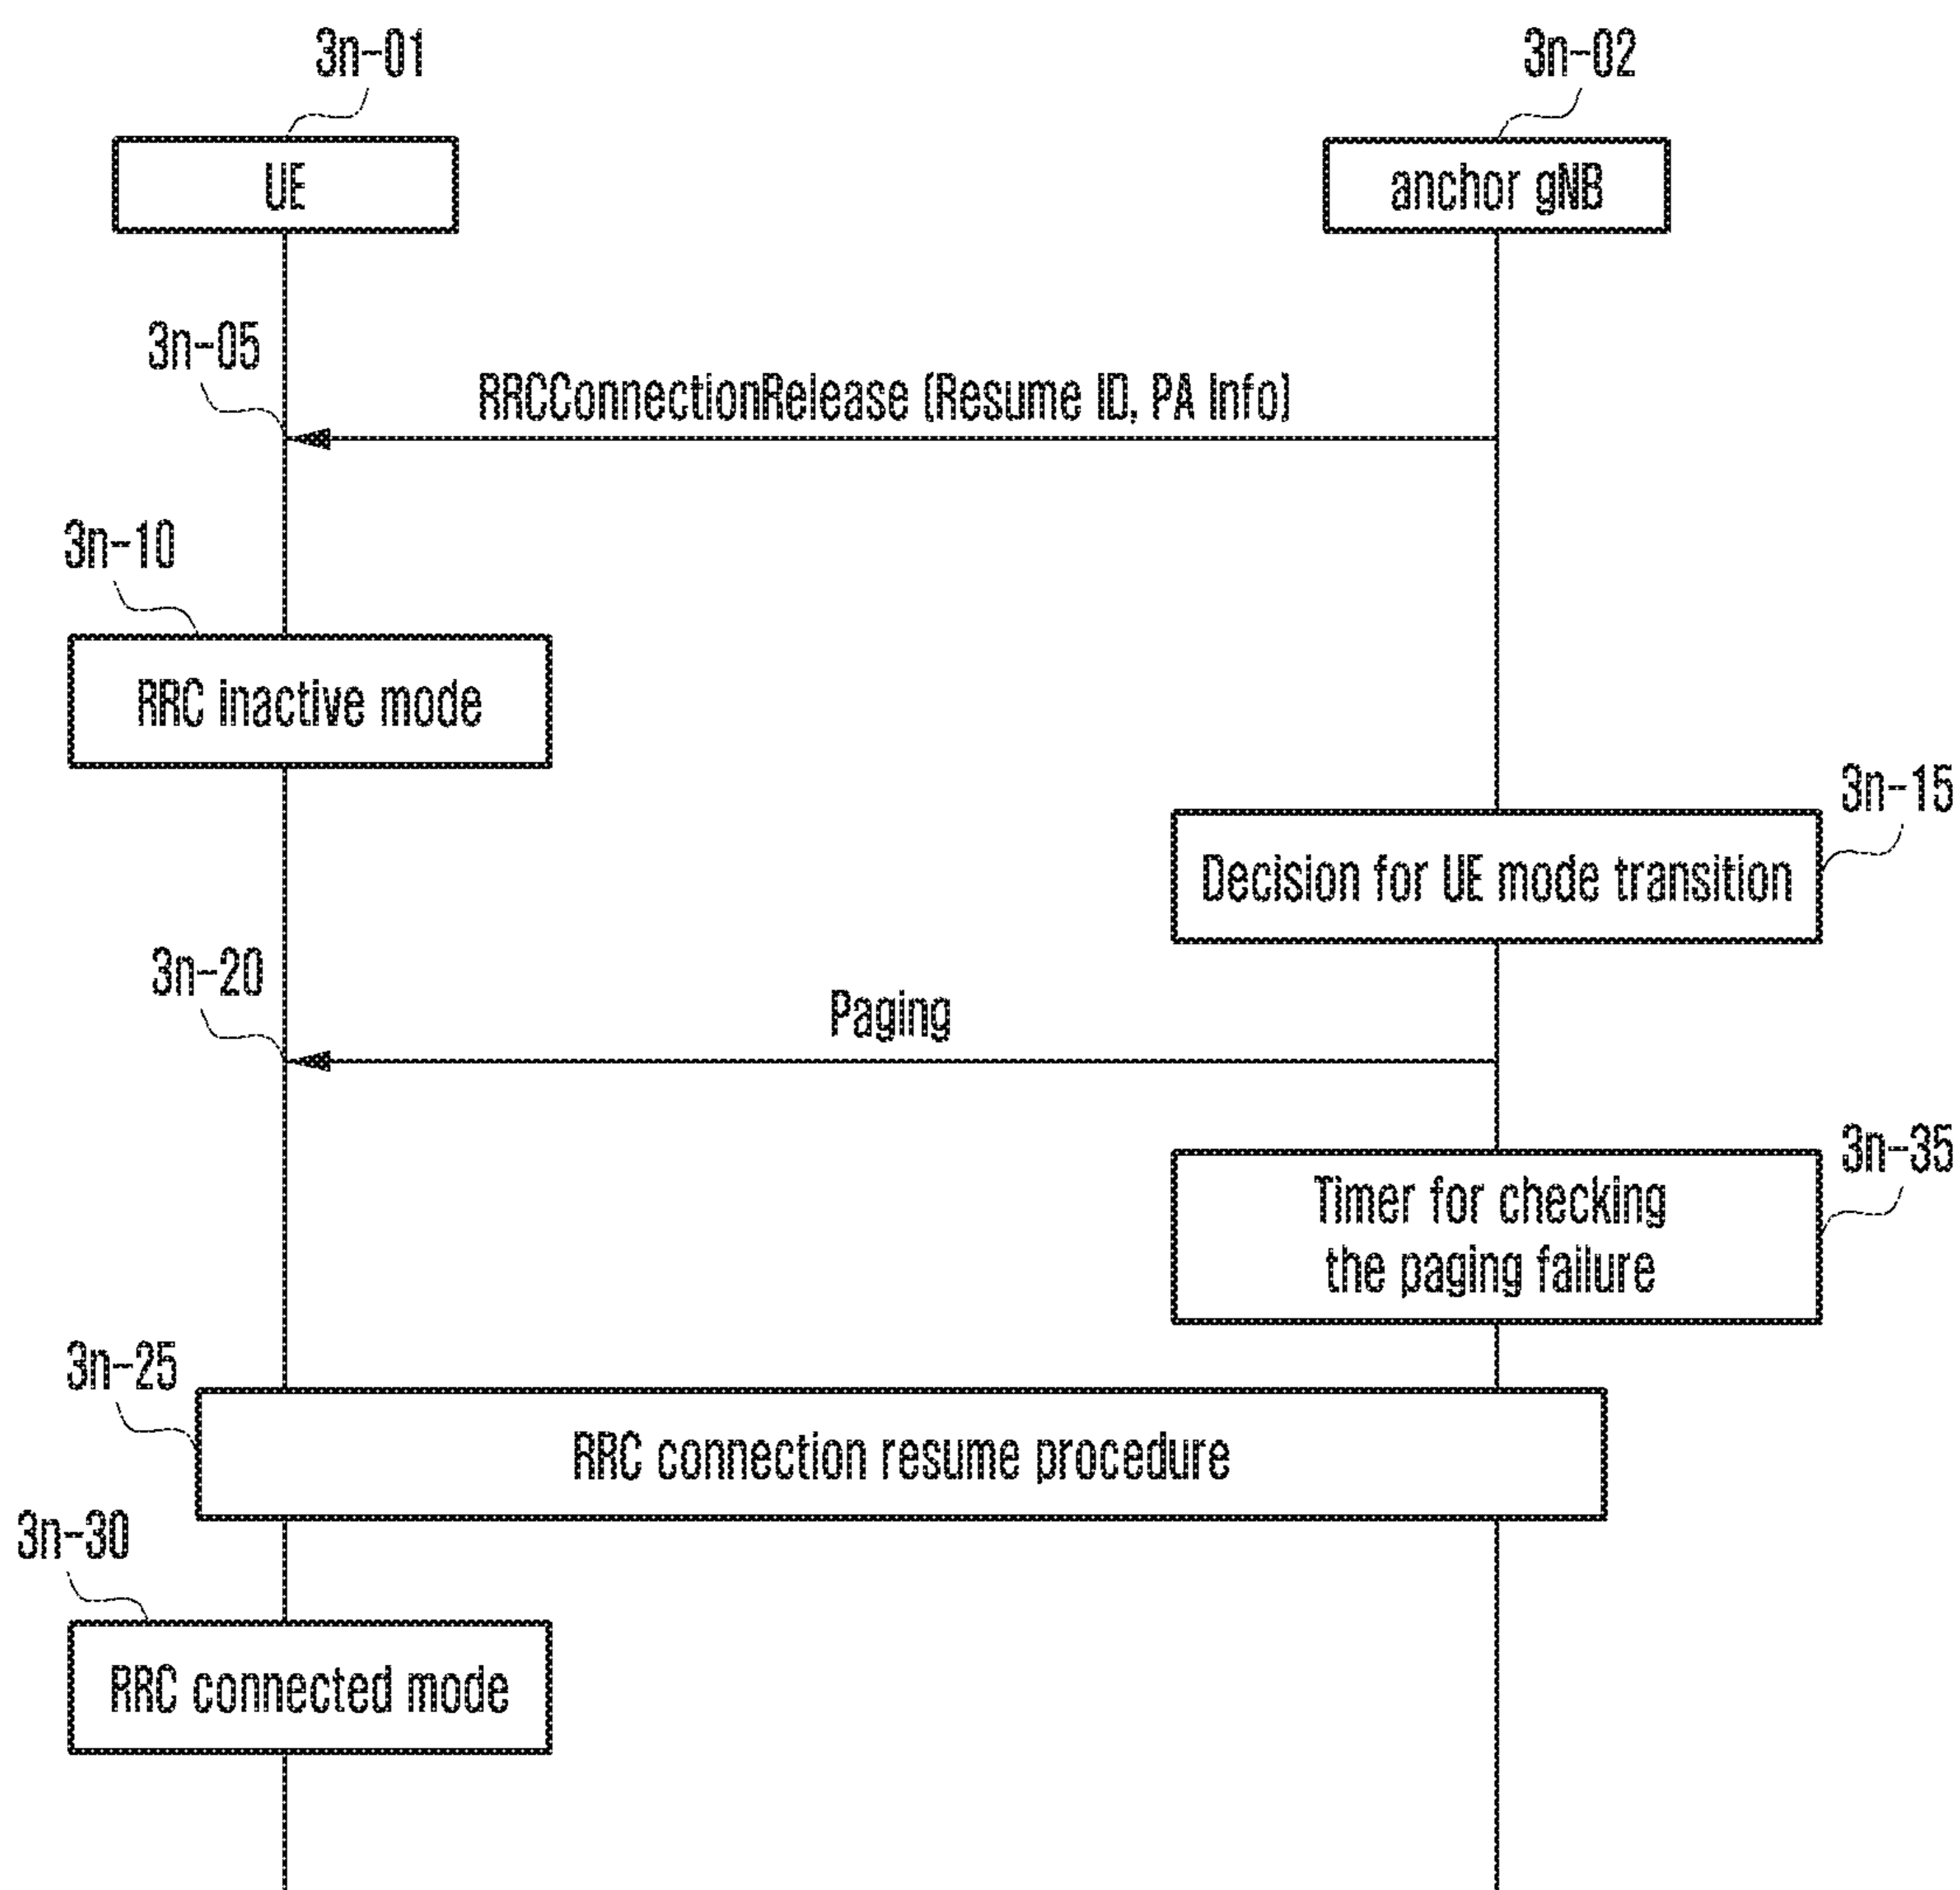 3n-01
3n-02
UE
anchor gNB
3n-05
RRCConnectionRelease (Resume ID, PA Info)
3n-10
RRC inactive mode
3n-15
Decision for UE mode transition
3n-20
Paging
3n-35
Timer for checking
the paging failure
3n-25
RRC connection resume procedure
3n-30
RRC connected mode